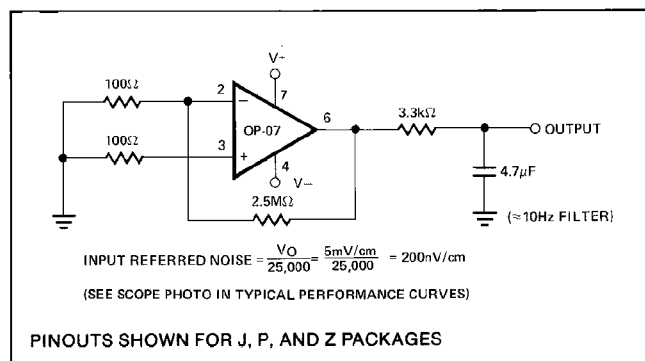 V+
100Ω
2
−
7
6
3.3kΩ
OP-07
OUTPUT
100Ω
3
+
4
V−
4.7μF
2.5MΩ
(≈10Hz FILTER)
INPUT REFERRED NOISE = VO/25,000 = 5mV/cm/25,000 = 200nV/cm
(SEE SCOPE PHOTO IN TYPICAL PERFORMANCE CURVES)
PINOUTS SHOWN FOR J, P, AND Z PACKAGES